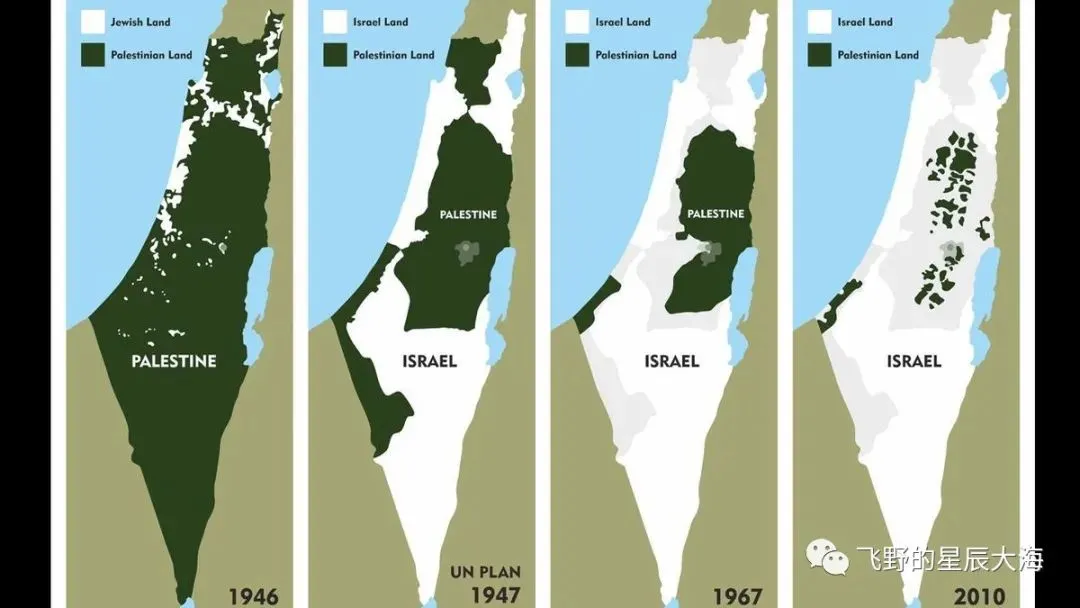 Jewish Land
Palestinian Land
PALESTINE
1946
Israel Land
Palestinian Land
PALESTINE
ISRAEL
UN PLAN
1947
Israel Land
Palestinian Land
PALESTINE
ISRAEL
1967
Israel Land
Palestinian Land
ISRAEL
2010
飞野的星辰大海